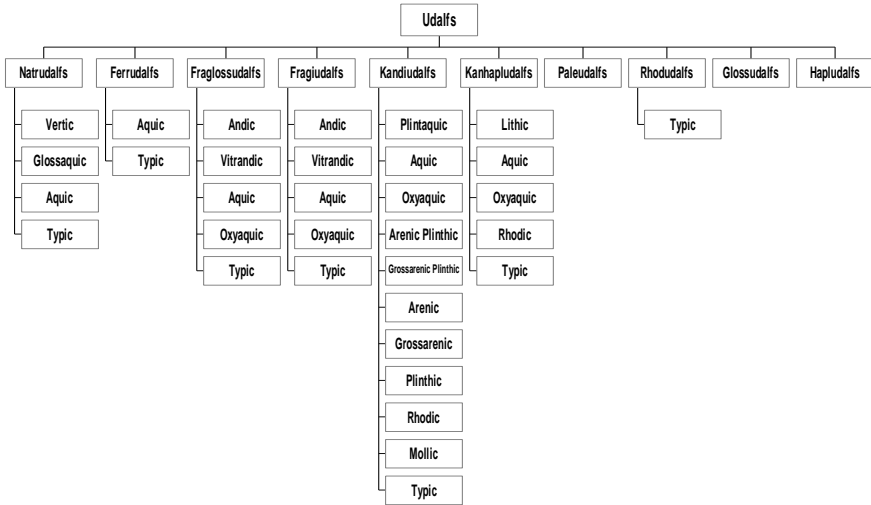 Udalfs
Natrudalfs
Ferrudalfs
Fraglossudalfs
Fragiudalfs
Kandiudalfs
Kanhapludalfs
Paleudalfs
Rhodudalfs
Glossudalfs
Hapludalfs
Vertic
Glossaquic
Aquic
Typic
Aquic
Typic
Andic
Vitrandic
Aquic
Oxyaquic
Typic
Andic
Vitrandic
Aquic
Oxyaquic
Typic
Plintaquic
Aquic
Oxyaquic
Arenic Plinthic
Grossarenic Plinthic
Arenic
Grossarenic
Plinthic
Rhodic
Mollic
Typic
Lithic
Aquic
Oxyaquic
Rhodic
Typic
Typic